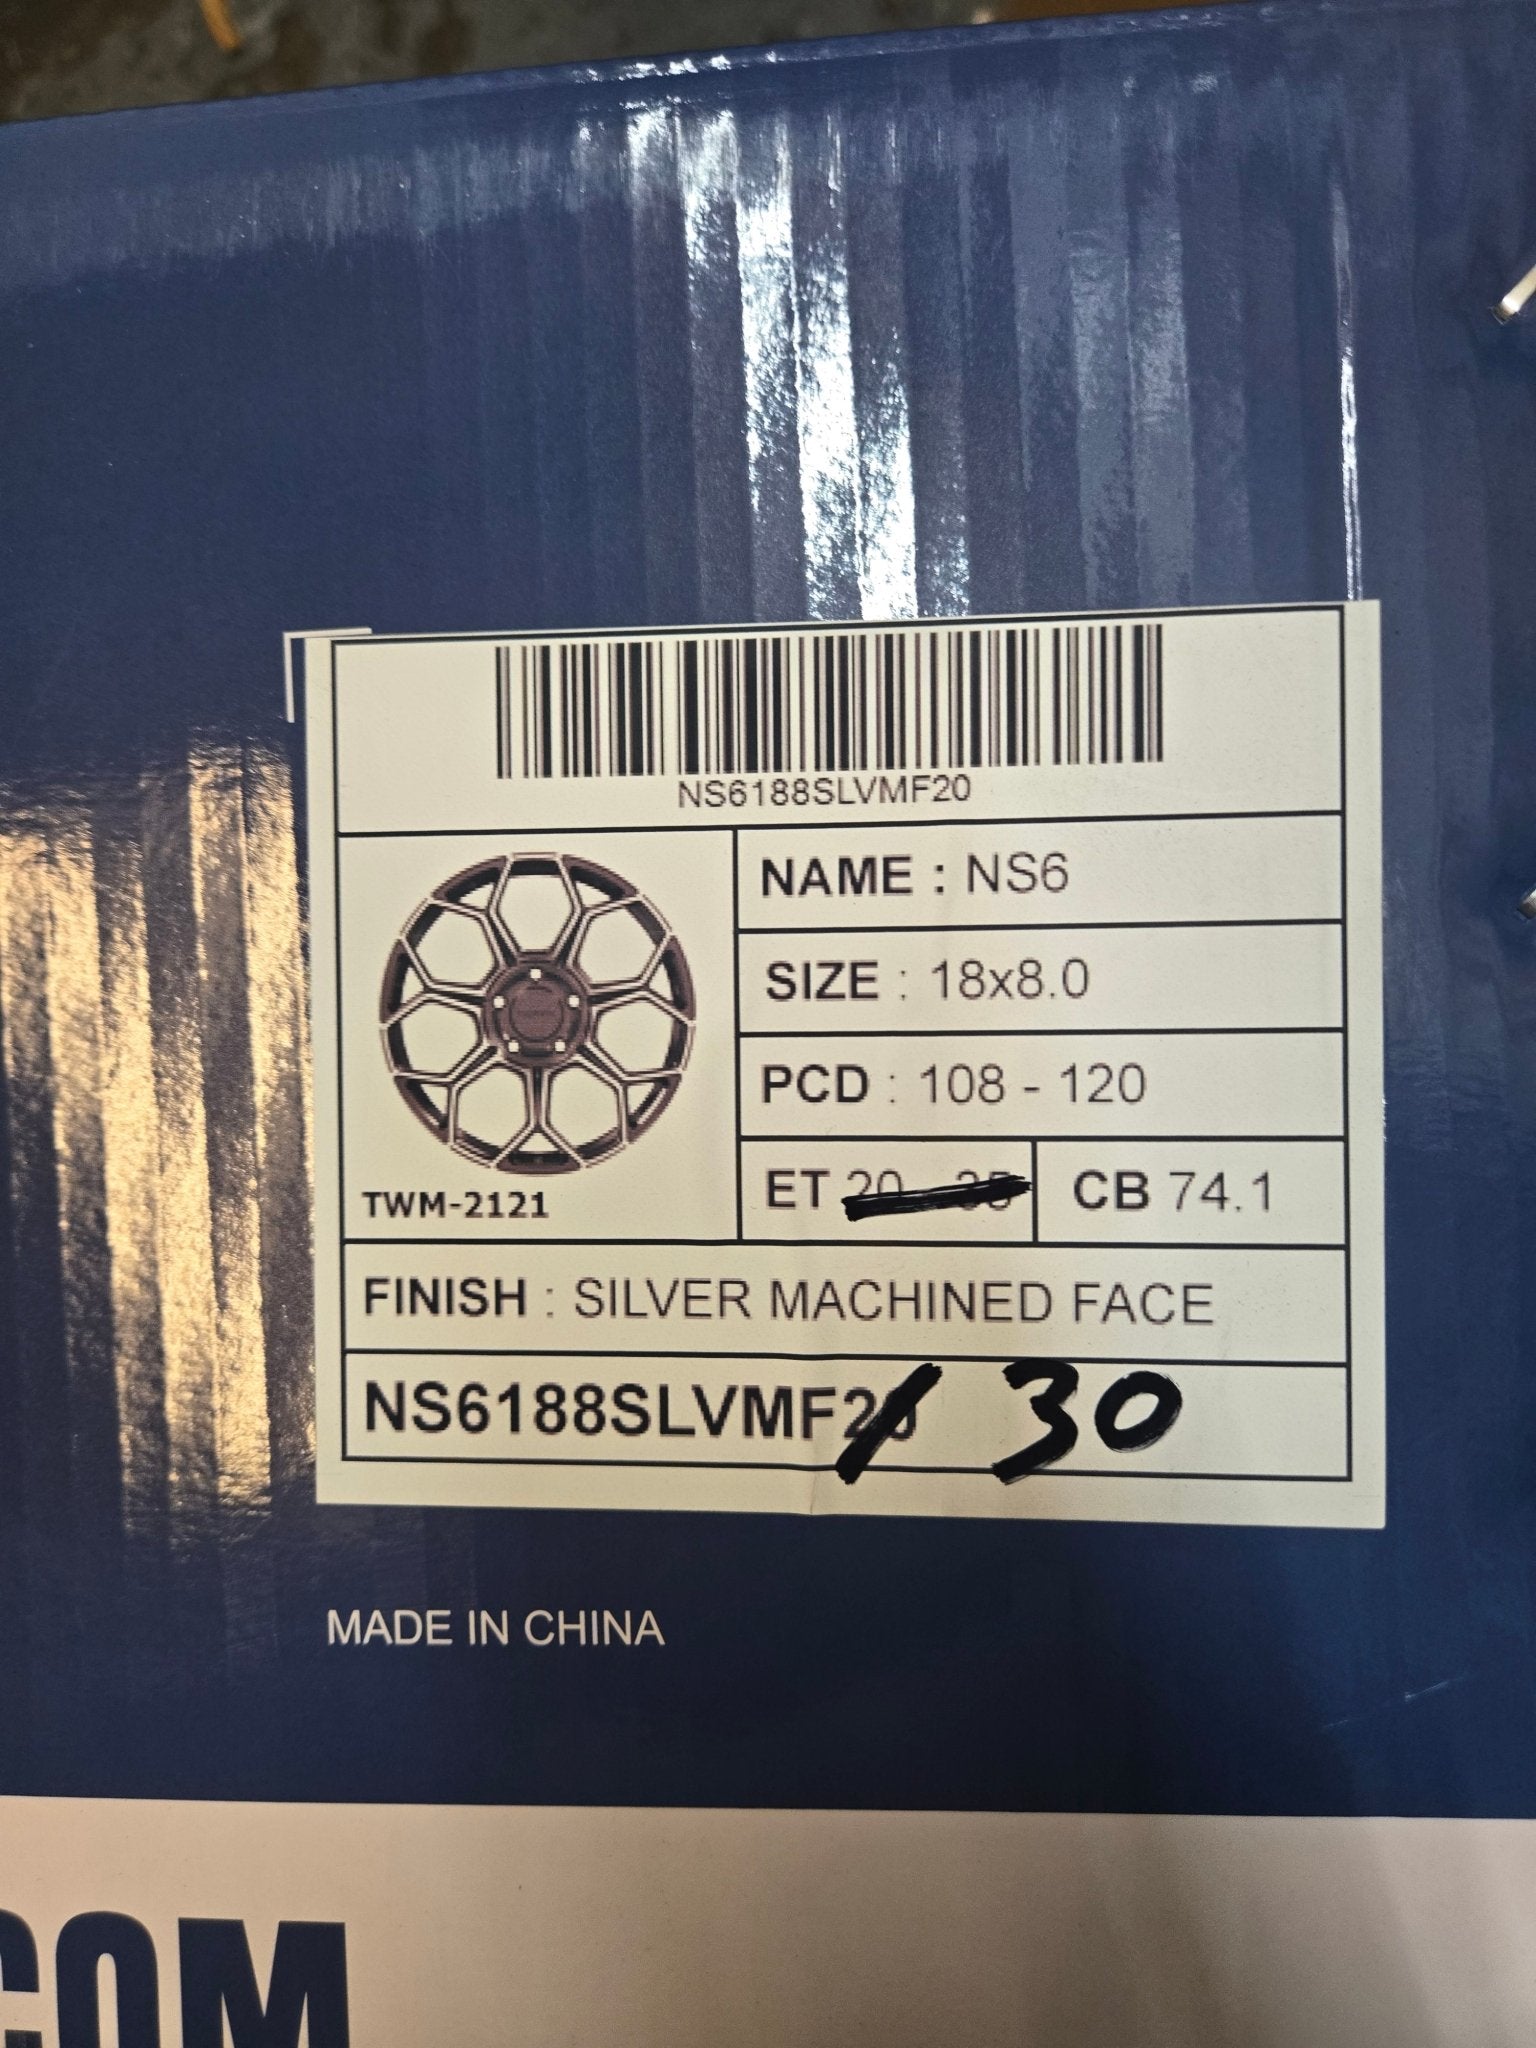 NS6188SLVMF20
NAME : NS6
SIZE : 18x8.0
PCD : 108 - 120
ET 20 - 35
CB 74.1
TWM-2121
FINISH : SILVER MACHINED FACE
NS6188SLVMF20 30
MADE IN CHINA
COM